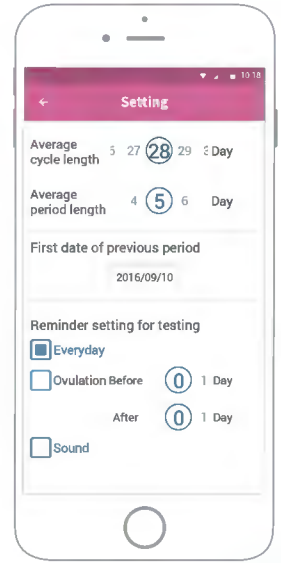 10:18
Setting
Average cycle length 27 28 29 Day
Average period length 4 5 6 Day
First date of previous period
2016/09/10
Reminder setting for testing
Everyday
Ovulation Before 0 1 Day
After 0 1 Day
Sound